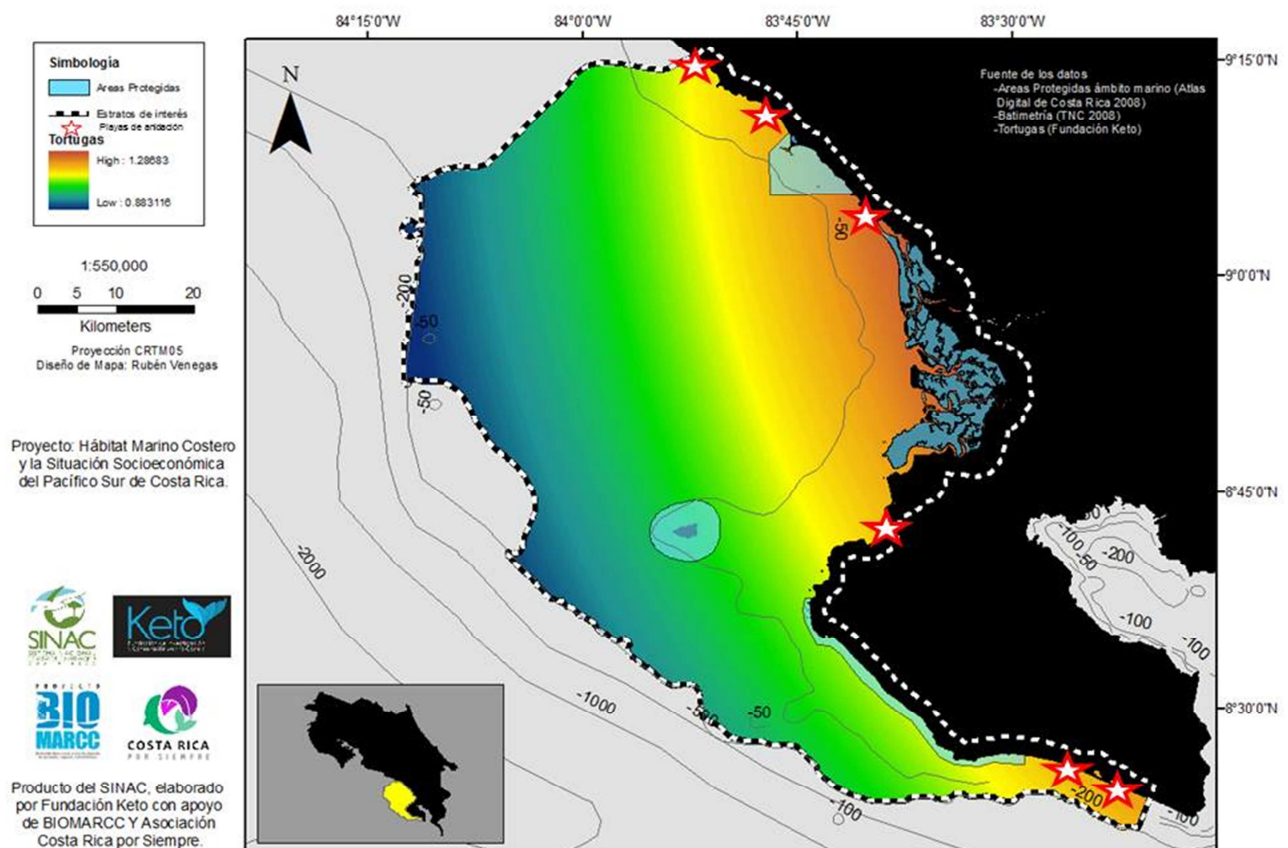 84°15'0"W
84°0'0"W
83°45'0"W
83°30'0"W
Simbología
Areas Protegidas
Estratos de interés
Playas de anidación
Tortugas
High : 1.28683
Low : 0.883116
N
1:550,000
0 5 10 20
Kilometers
Proyección CRTM05
Diseño de Mapa: Rubén Venegas
Proyecto: Hábitat Marino Costero
y la Situación Socioeconómica
del Pacífico Sur de Costa Rica.
SINAC
Keto
PROYECTO
BIO
MARCC
COSTA RICA
POR SIEMPRE
Producto del SINAC, elaborado
por Fundación Keto con apoyo
de BIOMARCC Y Asociación
Costa Rica por Siempre.
Fuente de los datos
-Areas Protegidas ámbito marino (Atlas
Digital de Costa Rica 2008)
-Batimetría (TNC 2008)
-Tortugas (Fundación Keto)
9°15'0"N
9°0'0"N
8°45'0"N
8°30'0"N
-50
-200
-50
-50
-2000
-1000
-500
-50
-100
-200
-100
-100
-50
-200
-100
-100